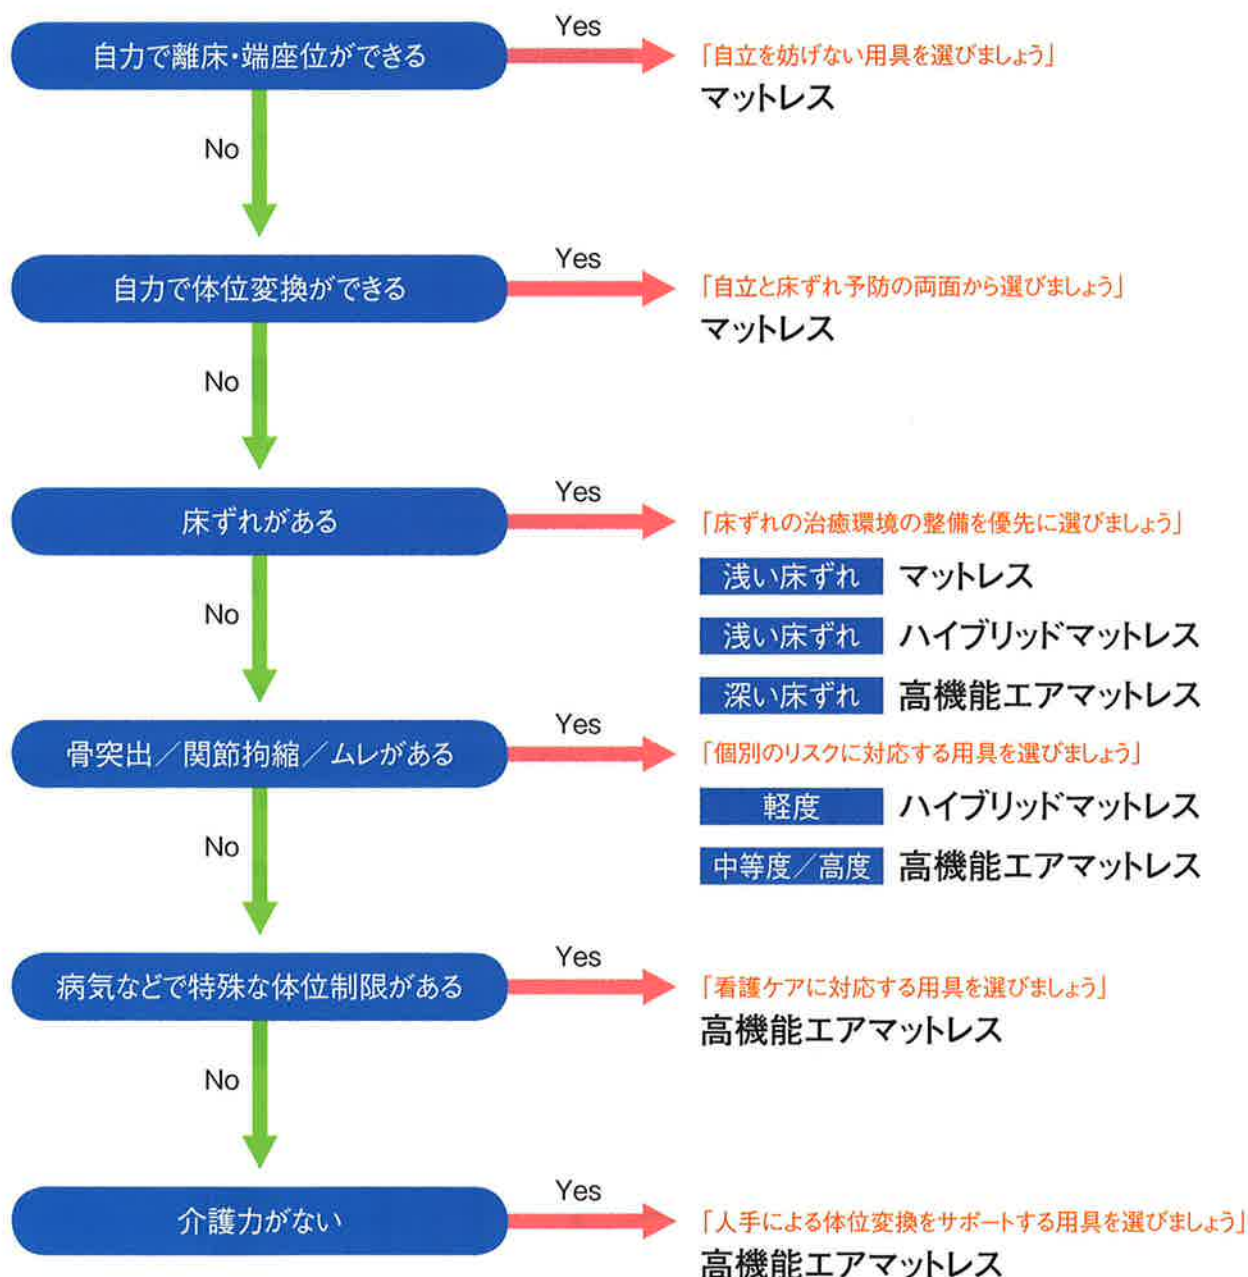 自力で離床・端座位ができる
Yes
「自立を妨げない用具を選びましょう」
マットレス
No
自力で体位変換ができる
Yes
「自立と床ずれ予防の両面から選びましょう」
マットレス
No
床ずれがある
Yes
「床ずれの治癒環境の整備を優先に選びましょう」
浅い床ずれ マットレス
浅い床ずれ ハイブリッドマットレス
深い床ずれ 高機能エアマットレス
No
骨突出／関節拘縮／ムレがある
Yes
「個別のリスクに対応する用具を選びましょう」
軽度 ハイブリッドマットレス
中等度／高度 高機能エアマットレス
No
病気などで特殊な体位制限がある
Yes
「看護ケアに対応する用具を選びましょう」
高機能エアマットレス
No
介護力がない
Yes
「人手による体位変換をサポートする用具を選びましょう」
高機能エアマットレス